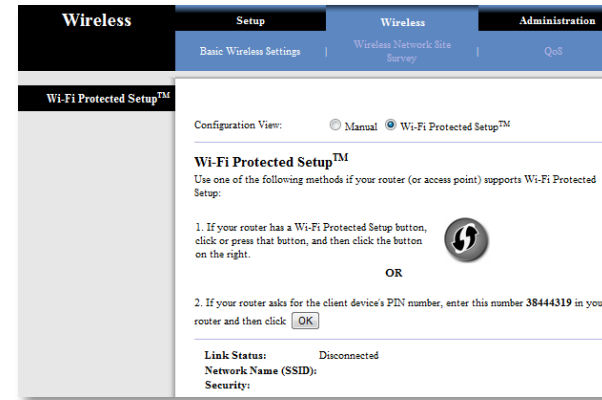 Wireless
Setup
Wireless
Administration
Basic Wireless Settings | Wireless Network Site Survey | QoS
Wi-Fi Protected Setup™
Configuration View: Manual Wi-Fi Protected Setup™
Wi-Fi Protected Setup™
Use one of the following methods if your router (or access point) supports Wi-Fi Protected
Setup:
1. If your router has a Wi-Fi Protected Setup button,
click or press that button, and then click the button
on the right.
OR
2. If your router asks for the client device's PIN number, enter this number 38444319 in you
router and then click OK
Link Status: Disconnected
Network Name (SSID):
Security: